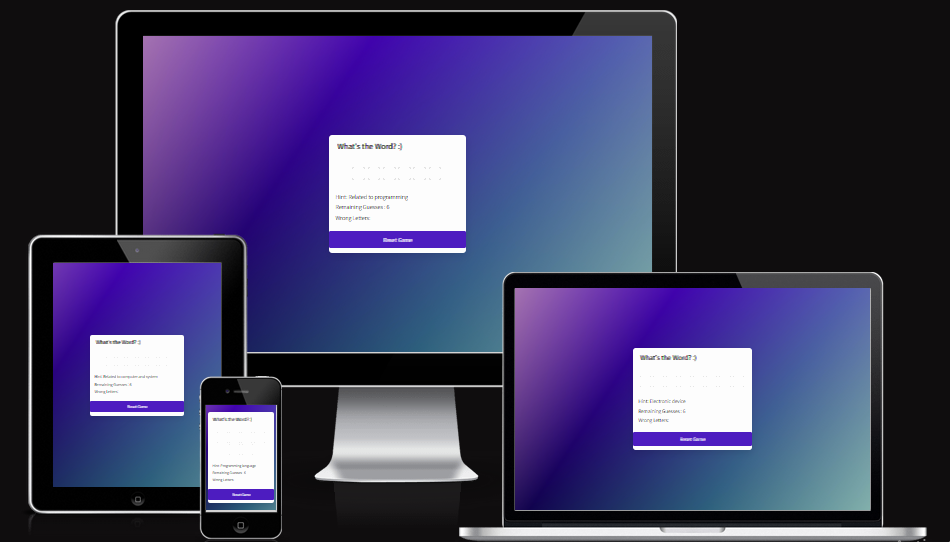 What's the Word? :)
Hint: Related to programming
Remaining Guesses : 6
Wrong Letters:
Reset Game
What's the Word? :)
Hint: Related to computer and system
Remaining Guesses : 6
Wrong Letters:
Reset Game
What's the Word? :)
Hint: Programming language
Remaining Guesses : 6
Wrong Letters:
Reset Game
What's the Word? :)
Hint: Electronic device
Remaining Guesses : 6
Wrong Letters:
Reset Game